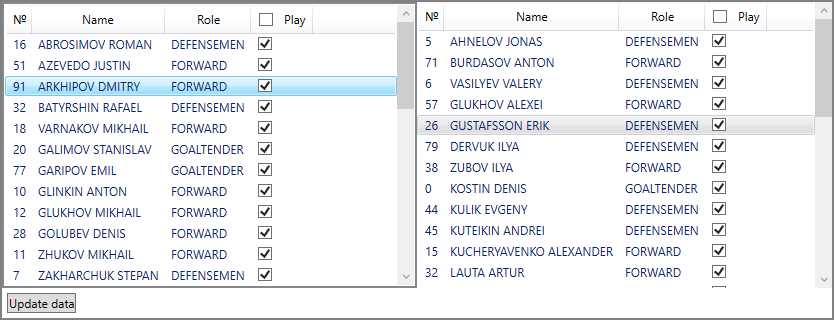 № Name Role Play
16 ABROSIMOV ROMAN DEFENSEMEN
51 AZEVEDO JUSTIN FORWARD
91 ARKHIPOV DMITRY FORWARD
32 BATYRSHIN RAFAEL DEFENSEMEN
18 VARNAKOV MIKHAIL FORWARD
20 GALIMOV STANISLAV GOALTENDER
77 GARIPOV EMIL GOALTENDER
10 GLINKIN ANTON FORWARD
12 GLUKHOV MIKHAIL FORWARD
28 GOLUBEV DENIS FORWARD
11 ZHUKOV MIKHAIL FORWARD
7 ZAKHARCHUK STEPAN DEFENSEMEN
№ Name Role Play
5 AHNELOV JONAS DEFENSEMEN
71 BURDASOV ANTON FORWARD
6 VASILYEV VALERY DEFENSEMEN
57 GLUKHOV ALEXEI FORWARD
26 GUSTAFSSON ERIK DEFENSEMEN
79 DERVUK ILYA DEFENSEMEN
38 ZUBOV ILYA FORWARD
0 KOSTIN DENIS GOALTENDER
44 KULIK EVGENY DEFENSEMEN
45 KUTEIKIN ANDREI DEFENSEMEN
15 KUCHERYAVENKO ALEXANDER FORWARD
32 LAUTA ARTUR FORWARD
Update data